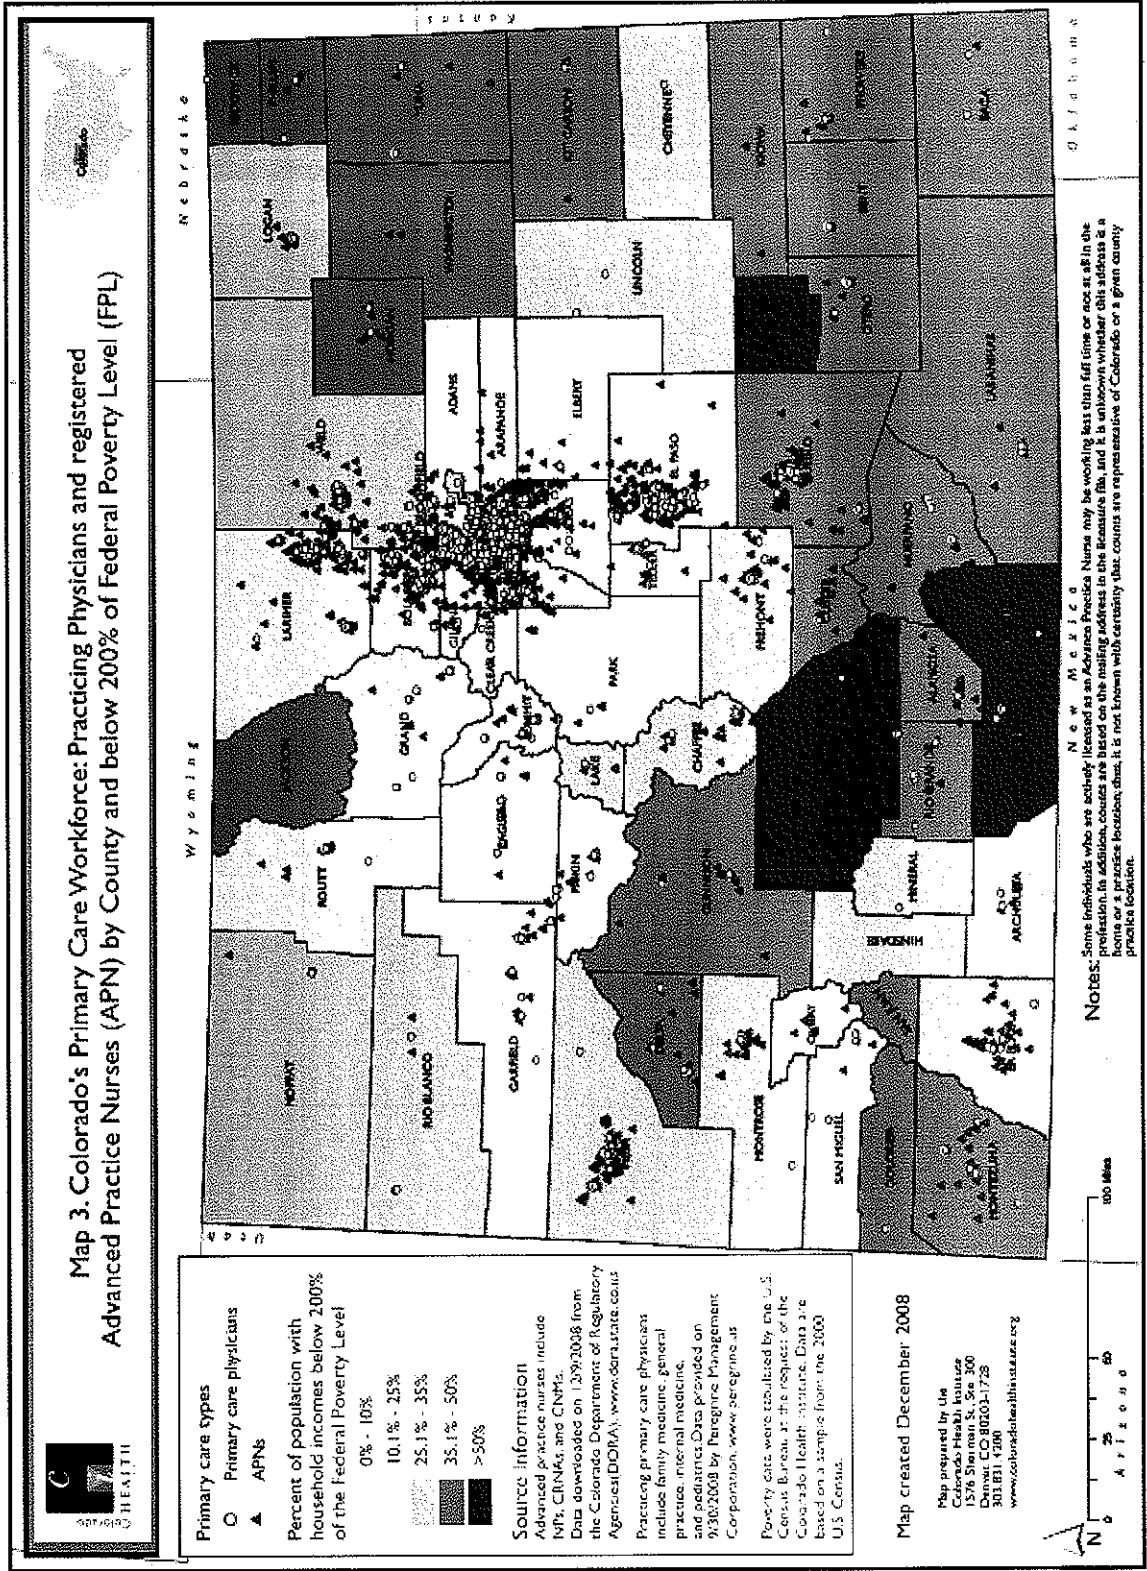 Map 3. Colorado's Primary Care Workforce: Practicing Physicians and registered
Advanced Practice Nurses (APN) by County and below 200% of Federal Poverty Level (FPL)
Colorado
HEALTH
Primary care types
Primary care physicians
APNs
Percent of population with
household incomes below 200%
of the Federal Poverty Level
0% - 10%
10.1% - 25%
25.1% - 35%
35.1% - 50%
>50%
Source information
Advanced practice nurses include
NPs, CRNAs, and CNMs.
Data downloaded on 12/9/2008 from
the Colorado Department of Regulatory
Agencies(DORA), www.dora.state.co.us
Practicing primary care physicians
include family medicine, general
practice, internal medicine,
and pediatrics. Data provided on
9/30/2008 by Peregrine Management
Corporation, www.peregrine.us
Poverty data were tabulated by the U.S.
Census Bureau at the request of the
Colorado Health Institute. Data are
based on a sample from the 2000
U.S Census.
Map created December 2008
Map prepared by the
Colorado Health Institute
1576 Sherman St., Ste 300
Denver, CO 80203-1728
303.831.4200
www.coloradohealthinstitute.org
N
0 25 50 100 Miles
Wyoming
Nebraska
Kansas
Oklahoma
New Mexico
Arizona
Utah
MOFFAT
ROUTT
JACKSON
LARIMER
WELD
LOGAN
YUMA
WASHINGTON
RIO BLANCO
GRAND
BOULDER
GILPIN
CLEAR CREEK
ADAMS
ARAPAHOE
GARFIELD
EAGLE
SUMMIT
PITKIN
LAKE
PARK
ELBERT
LINCOLN
KIT CARSON
CHEYENNE
DELTA
GUNNISON
CHAFFEE
TELLER
EL PASO
FREMONT
KIOWA
MONTROSE
OURAY
SAN MIGUEL
HINSDALE
MINERAL
RIO GRANDE
ALAMOSA
CUSTER
PUEBLO
OTERO
BENT
PROWERS
HUERFANO
LAS ANIMAS
BACA
DOLORES
MONTEZUMA
LA PLATA
ARCHULETA
Notes: Some individuals who are actively licensed as an Advance Practice Nurse may be working less than full time or not at all in the
profession. In addition, counts are based on the mailing address in the licensure file, and it is unknown whether this address is a
home or a practice location; thus, it is not known with certainty that counts are representative of Colorado or a given county
practice location.